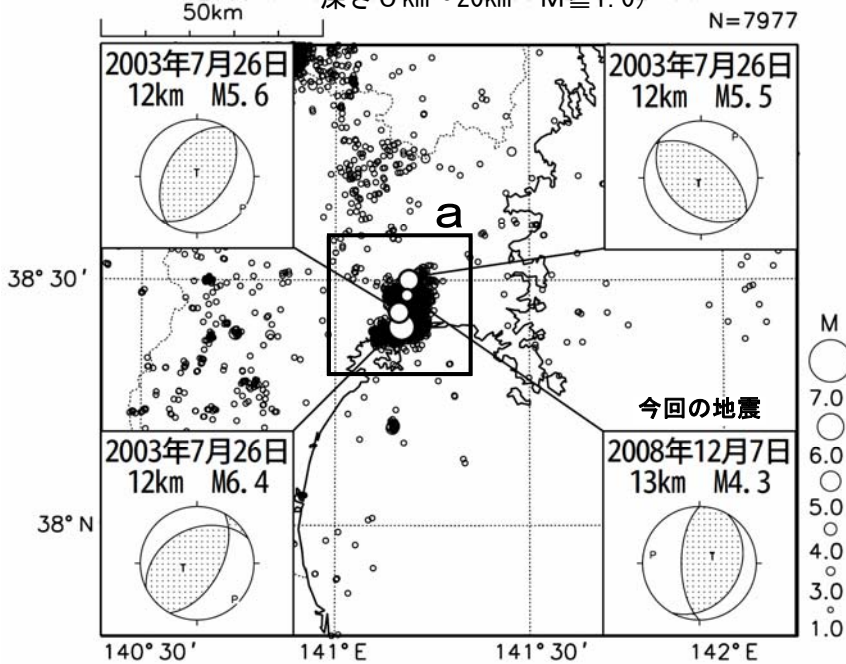 深さ0km~20km、M≧1.0)
50km
N=7977
2003年7月26日
12km M5.6
T
P
2003年7月26日
12km M5.5
P
T
a
38°30′
M
7.0
6.0
5.0
4.0
3.0
1.0
今回の地震
2003年7月26日
12km M6.4
T
P
2008年12月7日
13km M4.3
P
T
38°N
140°30′
141°E
141°30′
142°E